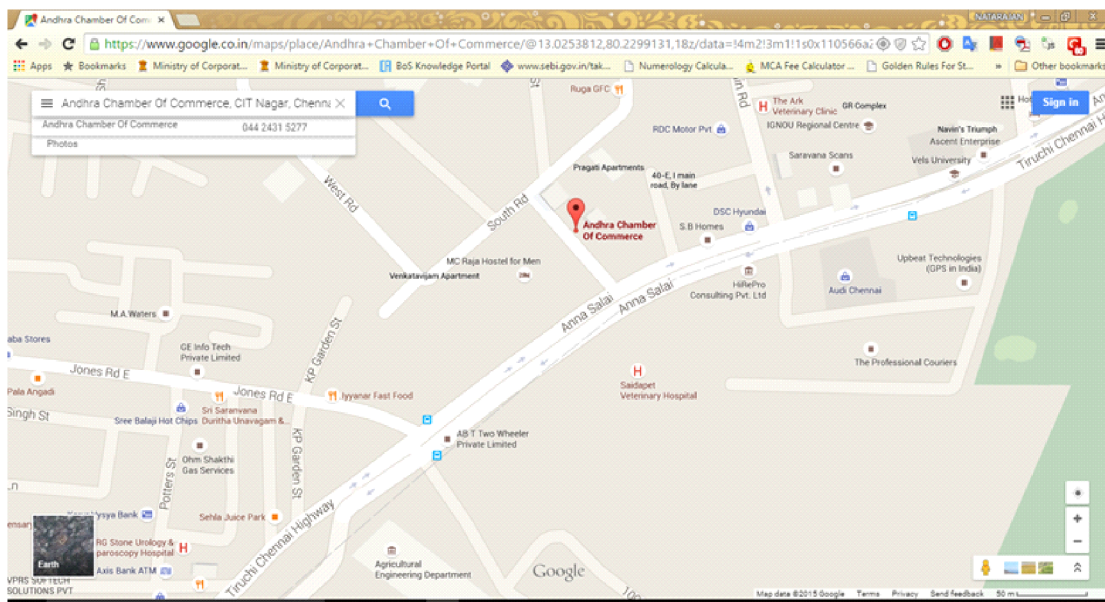 Andhra Chamber Of Com
NATARAJAN
https://www.google.co.in/maps/place/Andhra+Chamber+Of+Commerce/@13.0253812,80.2299131,18z/data=!4m2!3m1!1s0x110566a2
Apps Bookmarks Ministry of Corporat... Ministry of Corporat... BoS Knowledge Portal www.sebi.gov.in/tak... Numerology Calcula... MCA Fee Calculator ... Golden Rules For St... » Other bookmarks
Andhra Chamber Of Commerce, CIT Nagar, Chenna
Sign in
Andhra Chamber Of Commerce 044 2431 5277
Photos
Ruga GFC
The Ark
Veterinary Clinic
GR Complex
IGNOU Regional Centre
RDC Motor Pvt
Navin's Triumph
Ascent Enterprise
Saravana Scans
Vels University
Tiruchi Chennai H
Pragati Apartments
40-E, I main
road, By lane
West Rd
South Rd
DSC Hyundai
Andhra Chamber
Of Commerce
S.B Homes
MC Raja Hostel for Men
Venkatavijam Apartment
Upbeat Technologies
(GPS in India)
HiRePro
Consulting Pvt. Ltd
Audi Chennai
Anna Salai
Anna Salai
M.A.Waters
aba Stores
GE Info Tech
Private Limited
KP Garden St
The Professional Couriers
Jones Rd E
Jones Rd E
Saidapet
Veterinary Hospital
Pala Angadi
Iyyanar Fast Food
Singh St
Sri Saranvana
Duritha Unavagam &..
Sree Balaji Hot Chips
AB T Two Wheeler
Private Limited
KP Garden St
Ohm Shakthi
Gas Services
Potters St
Vysya Bank
Sehla Juice Park
Tiruchi Chennai Highway
RG Stone Urology &
paroscopy Hospital
Earth
Axis Bank ATM
Agricultural
Engineering Department
Google
VPRS SOFTECH
SOLUTIONS PVT
Map data ©2015 Google Terms Privacy Send feedback 50 m